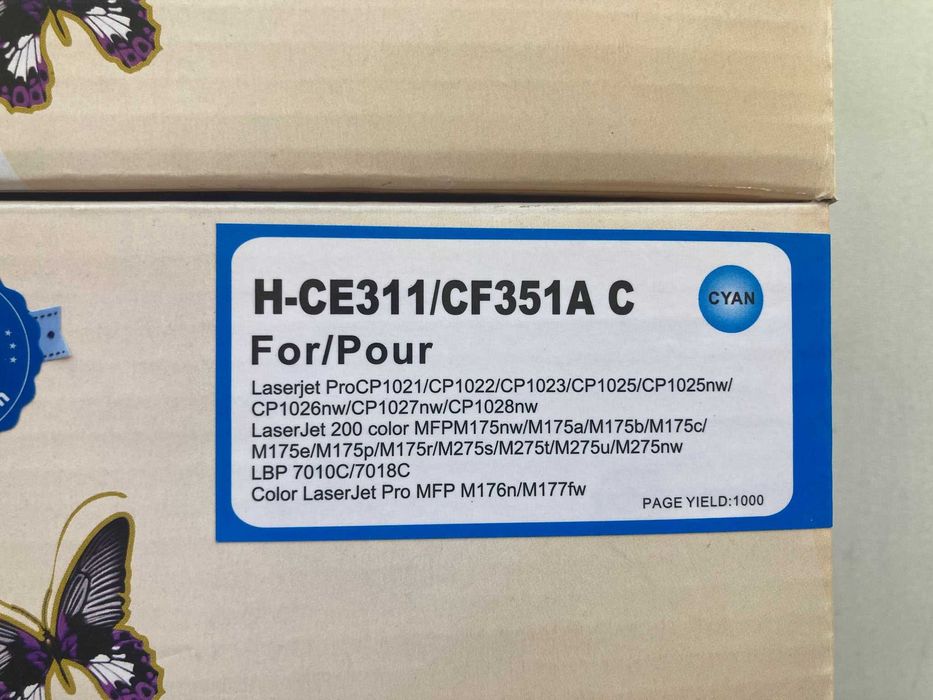 H-CE311/CF351A C
CYAN
For/Pour
Laserjet ProCP1021/CP1022/CP1023/CP1025/CP1025nw/
CP1026nw/CP1027nw/CP1028nw
LaserJet 200 color MFPM175nw/M175a/M175b/M175c/
M175e/M175p/M175r/M275s/M275t/M275u/M275nw
LBP 7010C/7018C
Color LaserJet Pro MFP M176n/M177fw
PAGE YIELD:1000